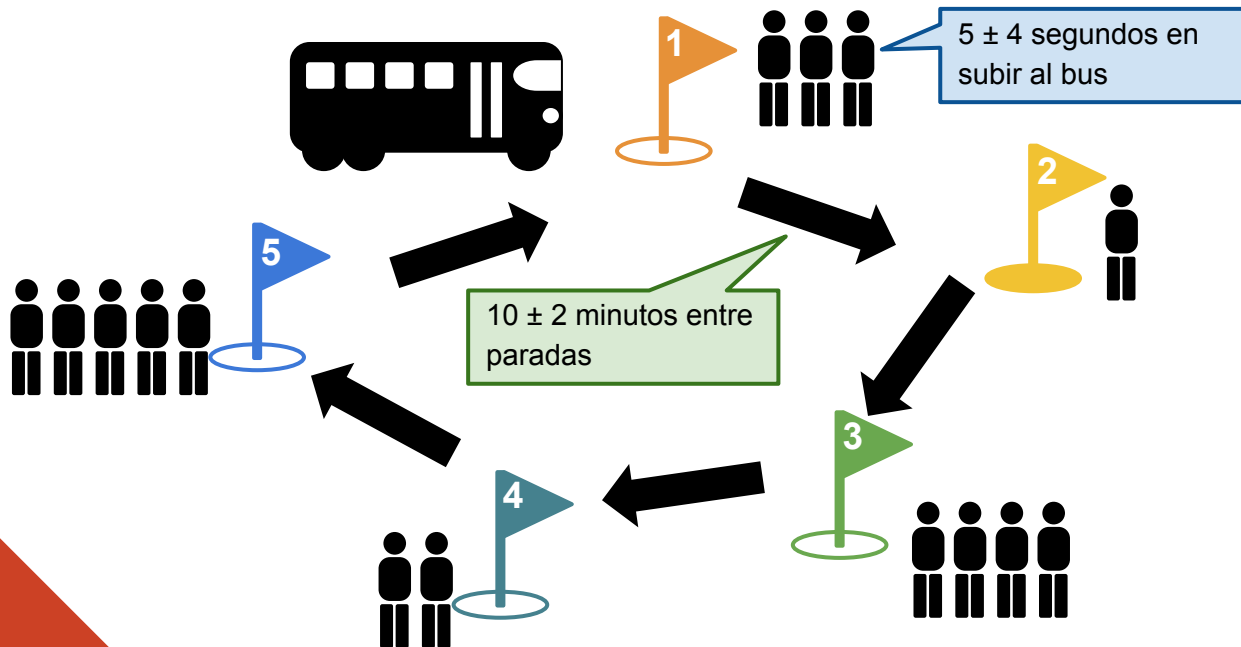 1
5 ± 4 segundos en
subir al bus
2
5
10 ± 2 minutos entre
paradas
3
4